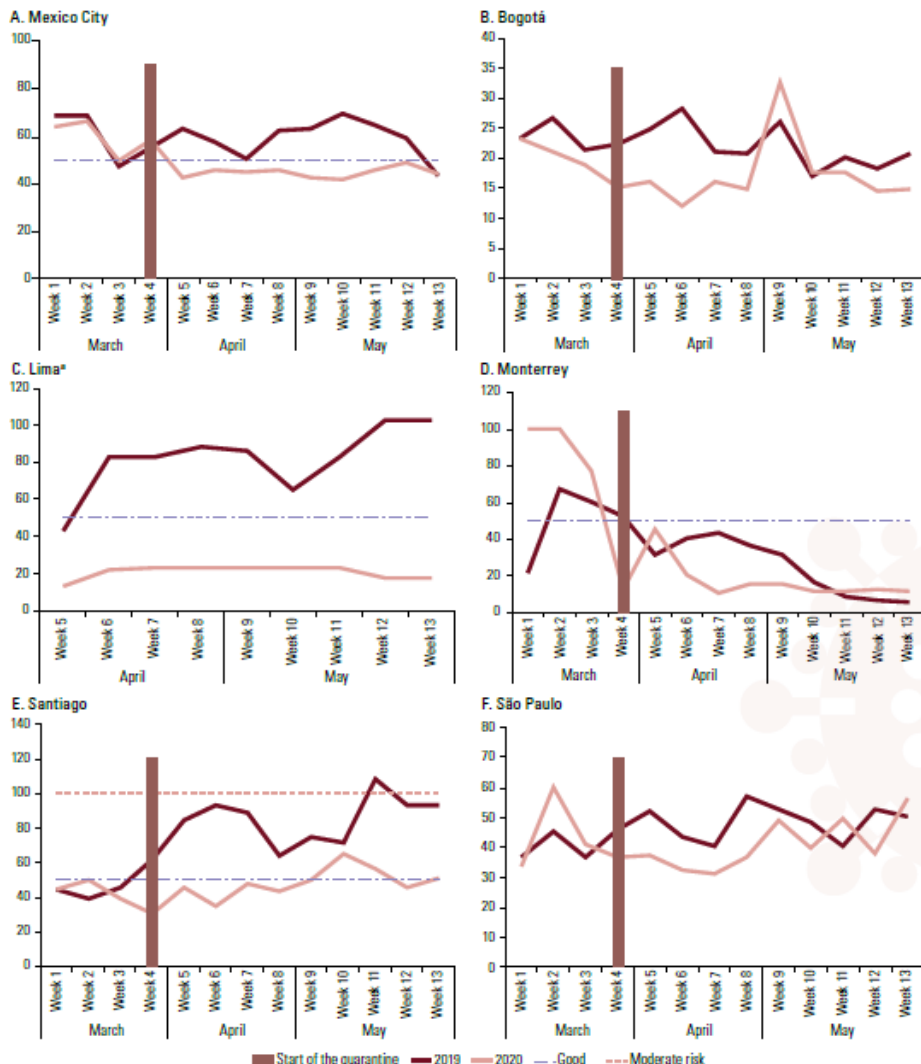 A. Mexico City
100
80
60
40
20
0
Week 1
Week 2
Week 3
Week 4
Week 5
Week 6
Week 7
Week 8
Week 9
Week 10
Week 11
Week 12
Week 13
March
April
May
B. Bogotá
40
35
30
25
20
15
10
5
0
Week 1
Week 2
Week 3
Week 4
Week 5
Week 6
Week 7
Week 8
Week 9
Week 10
Week 11
Week 12
Week 13
March
April
May
C. Limaª
120
100
80
60
40
20
0
Week 5
Week 6
Week 7
Week 8
Week 9
Week 10
Week 11
Week 12
Week 13
April
May
D. Monterrey
120
100
80
60
40
20
0
Week 1
Week 2
Week 3
Week 4
Week 5
Week 6
Week 7
Week 8
Week 9
Week 10
Week 11
Week 12
Week 13
March
April
May
E. Santiago
140
120
100
80
60
40
20
0
Week 1
Week 2
Week 3
Week 4
Week 5
Week 6
Week 7
Week 8
Week 9
Week 10
Week 11
Week 12
Week 13
March
April
May
F. São Paulo
80
70
60
50
40
30
20
10
0
Week 1
Week 2
Week 3
Week 4
Week 5
Week 6
Week 7
Week 8
Week 9
Week 10
Week 11
Week 12
Week 13
March
April
May
Start of the quarantine 2019 2020 Good Moderate risk